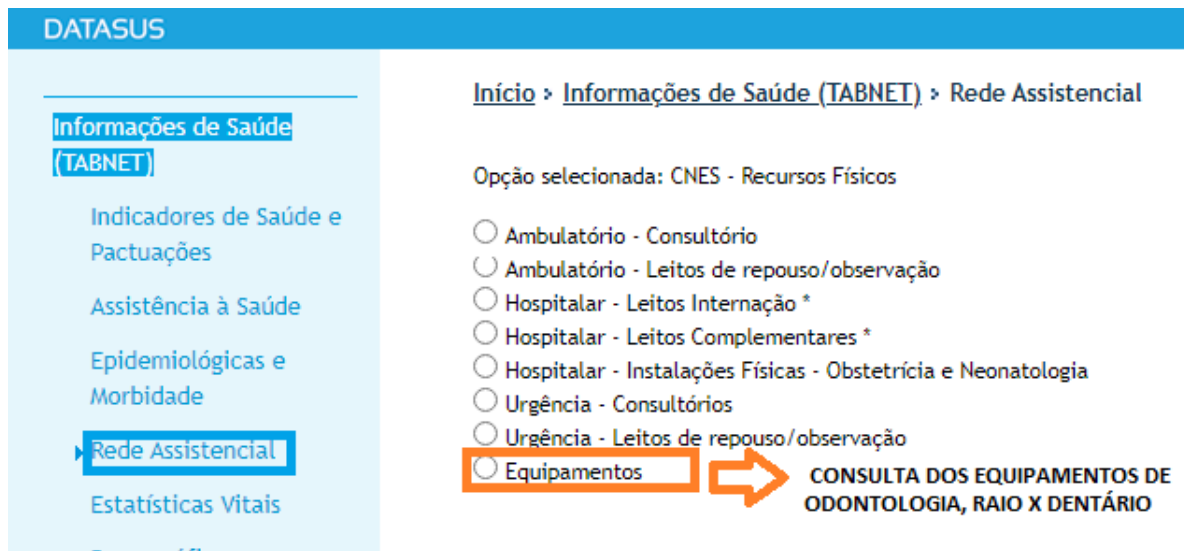 DATASUS
Início > Informações de Saúde (TABNET) > Rede Assistencial
Informações de Saúde
(TABNET)
Indicadores de Saúde e
Pactuações
Assistência à Saúde
Epidemiológicas e
Morbidade
Rede Assistencial
Estatísticas Vitais
Opção selecionada: CNES - Recursos Físicos
Ambulatório - Consultório
Ambulatório - Leitos de repouso/observação
Hospitalar - Leitos Internação *
Hospitalar - Leitos Complementares *
Hospitalar - Instalações Físicas - Obstetrícia e Neonatologia
Urgência - Consultórios
Urgência - Leitos de repouso/observação
Equipamentos
CONSULTA DOS EQUIPAMENTOS DE
ODONTOLOGIA, RAIO X DENTÁRIO